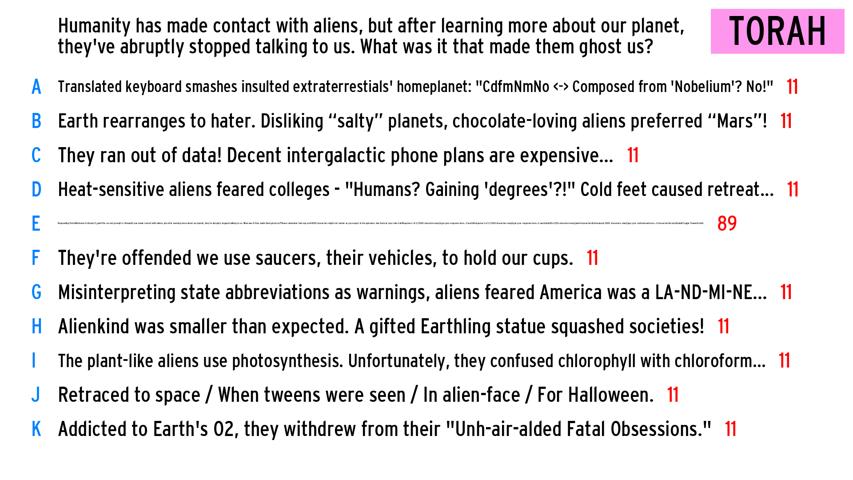 Humanity has made contact with aliens, but after learning more about our planet,
they've abruptly stopped talking to us. What was it that made them ghost us?
TORAH
A Translated keyboard smashes insulted extraterrestials' homeplanet: "CdfmNmNo <-> Composed from 'Nobelium'? No!" 11
B Earth rearranges to hater. Disliking “salty” planets, chocolate-loving aliens preferred “Mars”! 11
C They ran out of data! Decent intergalactic phone plans are expensive... 11
D Heat-sensitive aliens feared colleges - "Humans? Gaining 'degrees'?!" Cold feet caused retreat... 11
E 89
F They're offended we use saucers, their vehicles, to hold our cups. 11
G Misinterpreting state abbreviations as warnings, aliens feared America was a LA-ND-MI-NE... 11
H Alienkind was smaller than expected. A gifted Earthling statue squashed societies! 11
I The plant-like aliens use photosynthesis. Unfortunately, they confused chlorophyll with chloroform... 11
J Retraced to space / When tweens were seen / In alien-face / For Halloween. 11
K Addicted to Earth's O2, they withdrew from their "Unh-air-alded Fatal Obsessions." 11